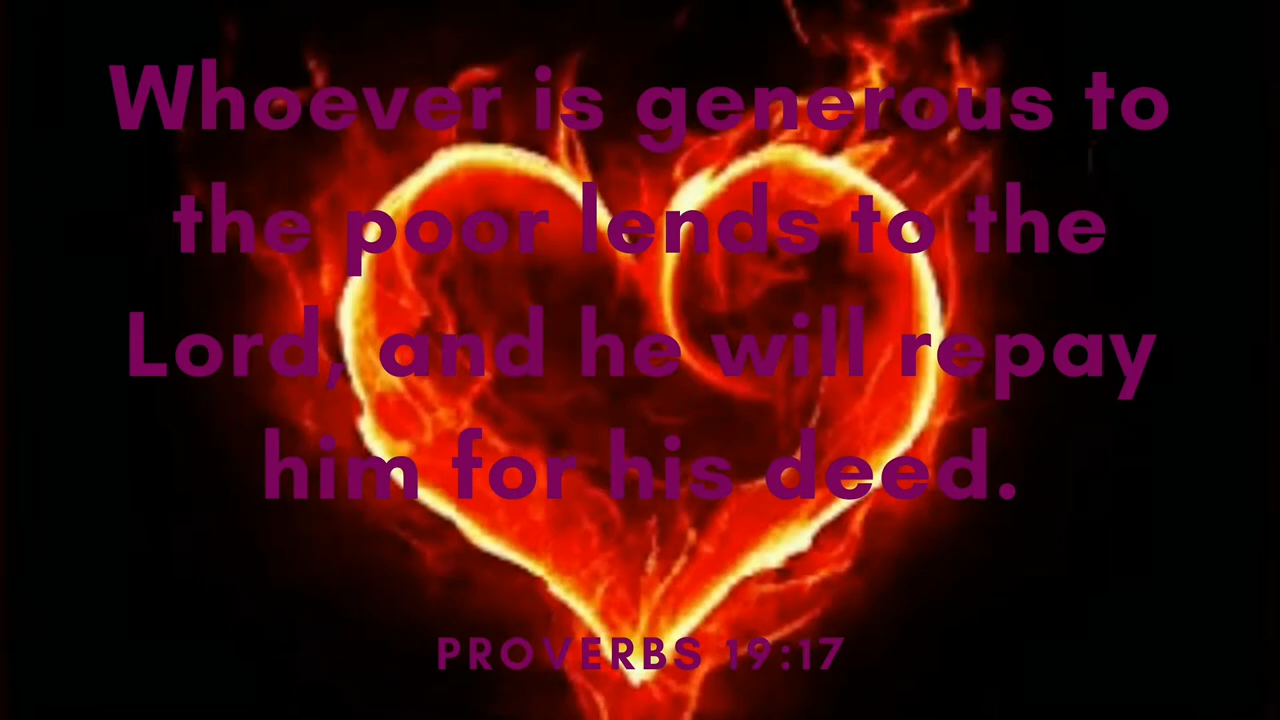 Whoever is generous to
the poor lends to the
Lord, and he will repay
him for his deed.
PROVERBS 19:17